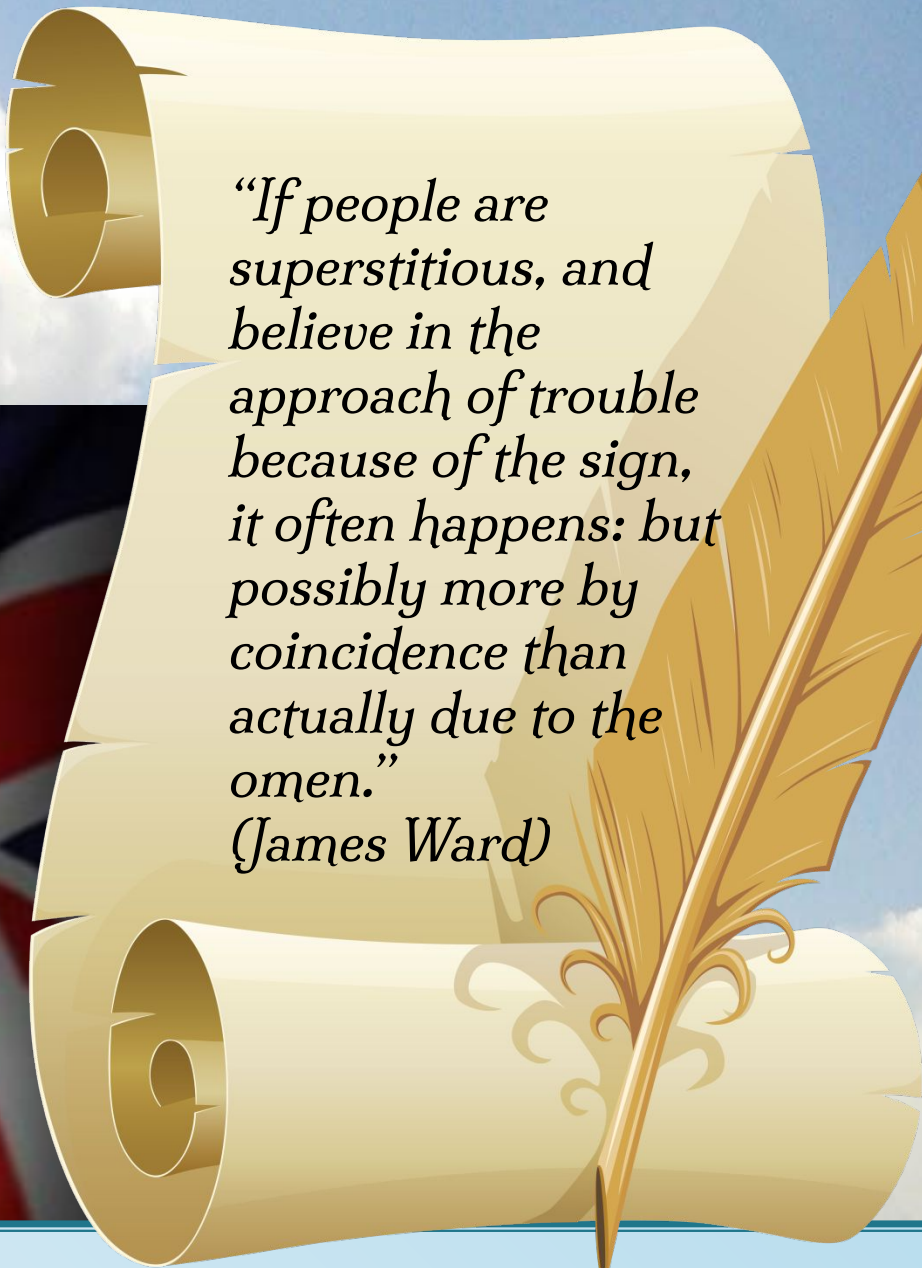 “If people are
superstitious, and
believe in the
approach of trouble
because of the sign,
it often happens: but
possibly more by
coincidence than
actually due to the
omen.”
(James Ward)